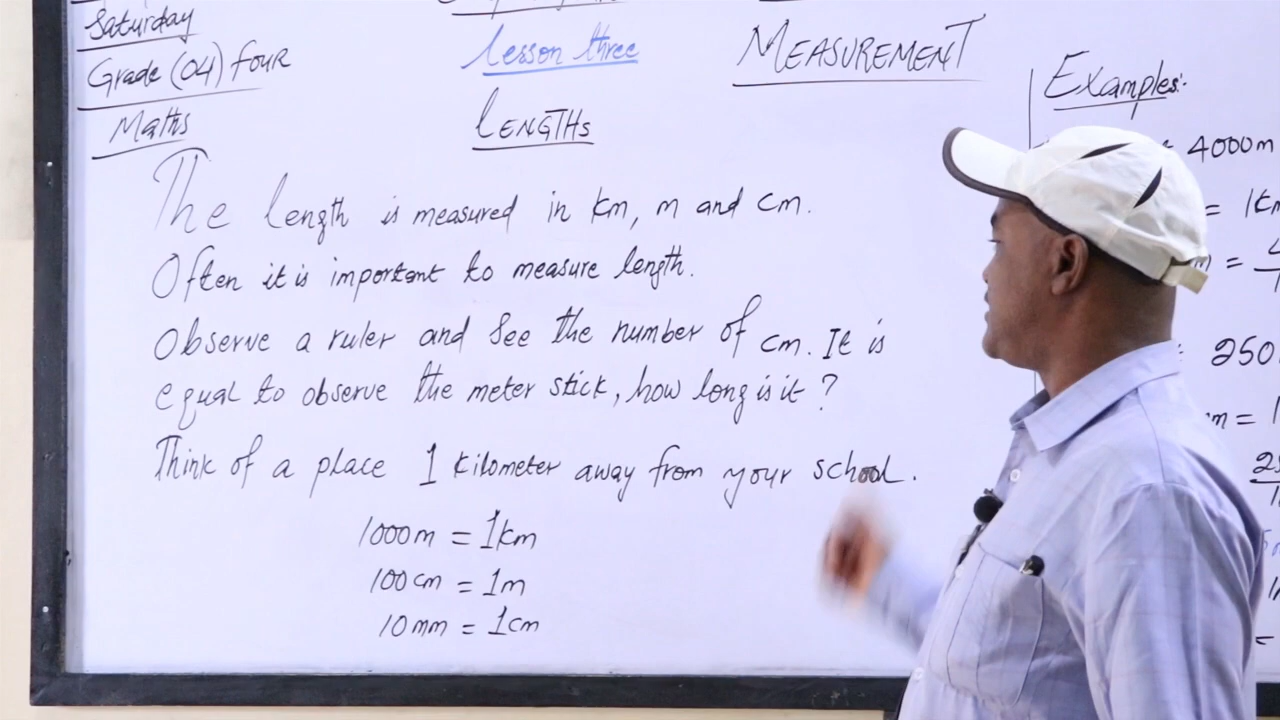 Saturday
Grade (04) four
Maths
Lesson three
MEASUREMENT
LENGTHs
The length is measured in km, m and cm.
Often it is important to measure length.
Observe a ruler and see the number of cm. It is
equal to observe the meter stick, how long is it ?
Think of a place 1 kilometer away from your school.
1000m = 1km
100cm = 1m
10mm = 1cm
Examples:-
4000m
= 1km
=
250
m = 1